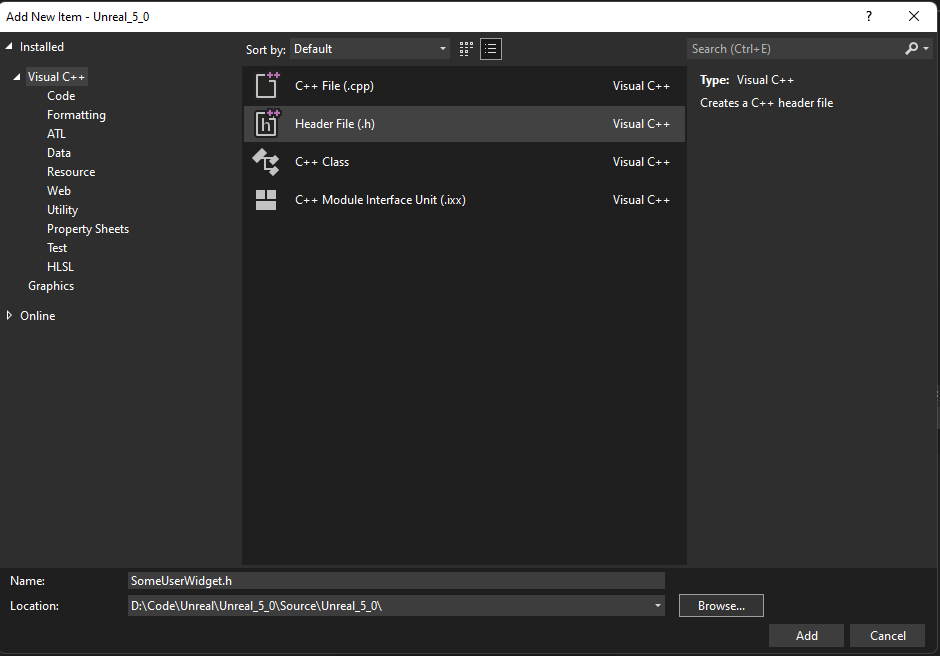 Add New Item - Unreal_5_0
?
Installed
Visual C++
Code
Formatting
ATL
Data
Resource
Web
Utility
Property Sheets
Test
HLSL
Graphics
Online
Sort by: Default
C++ File (.cpp) Visual C++
Header File (.h) Visual C++
C++ Class Visual C++
C++ Module Interface Unit (.ixx) Visual C++
Search (Ctrl+E)
Type: Visual C++
Creates a C++ header file
Name: SomeUserWidget.h
Location: D:\Code\Unreal\Unreal_5_0\Source\Unreal_5_0\
Browse...
Add Cancel